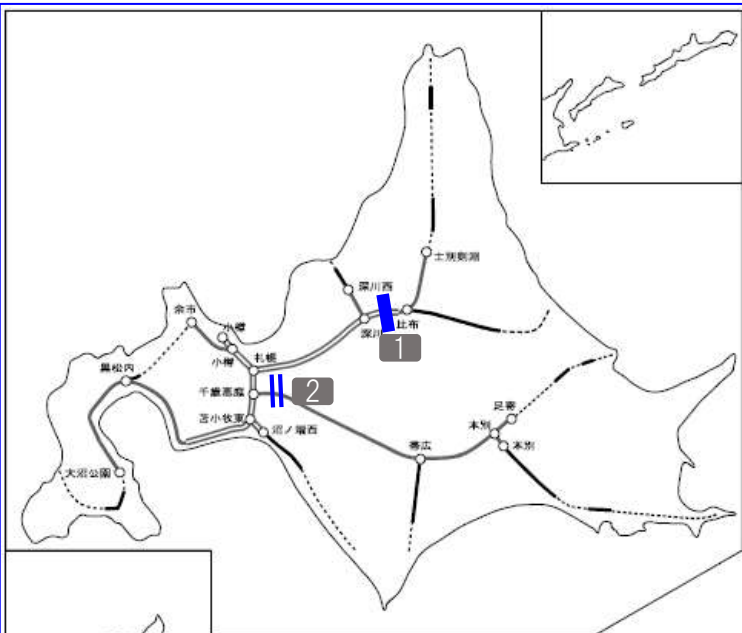 士別剣淵
深川西
余市
小樽
深川
比布
1
小樽
札幌
黒松内
千歳恵庭
2
足寄
苫小牧東
沼ノ端西
本別
本別
帯広
大沼公園